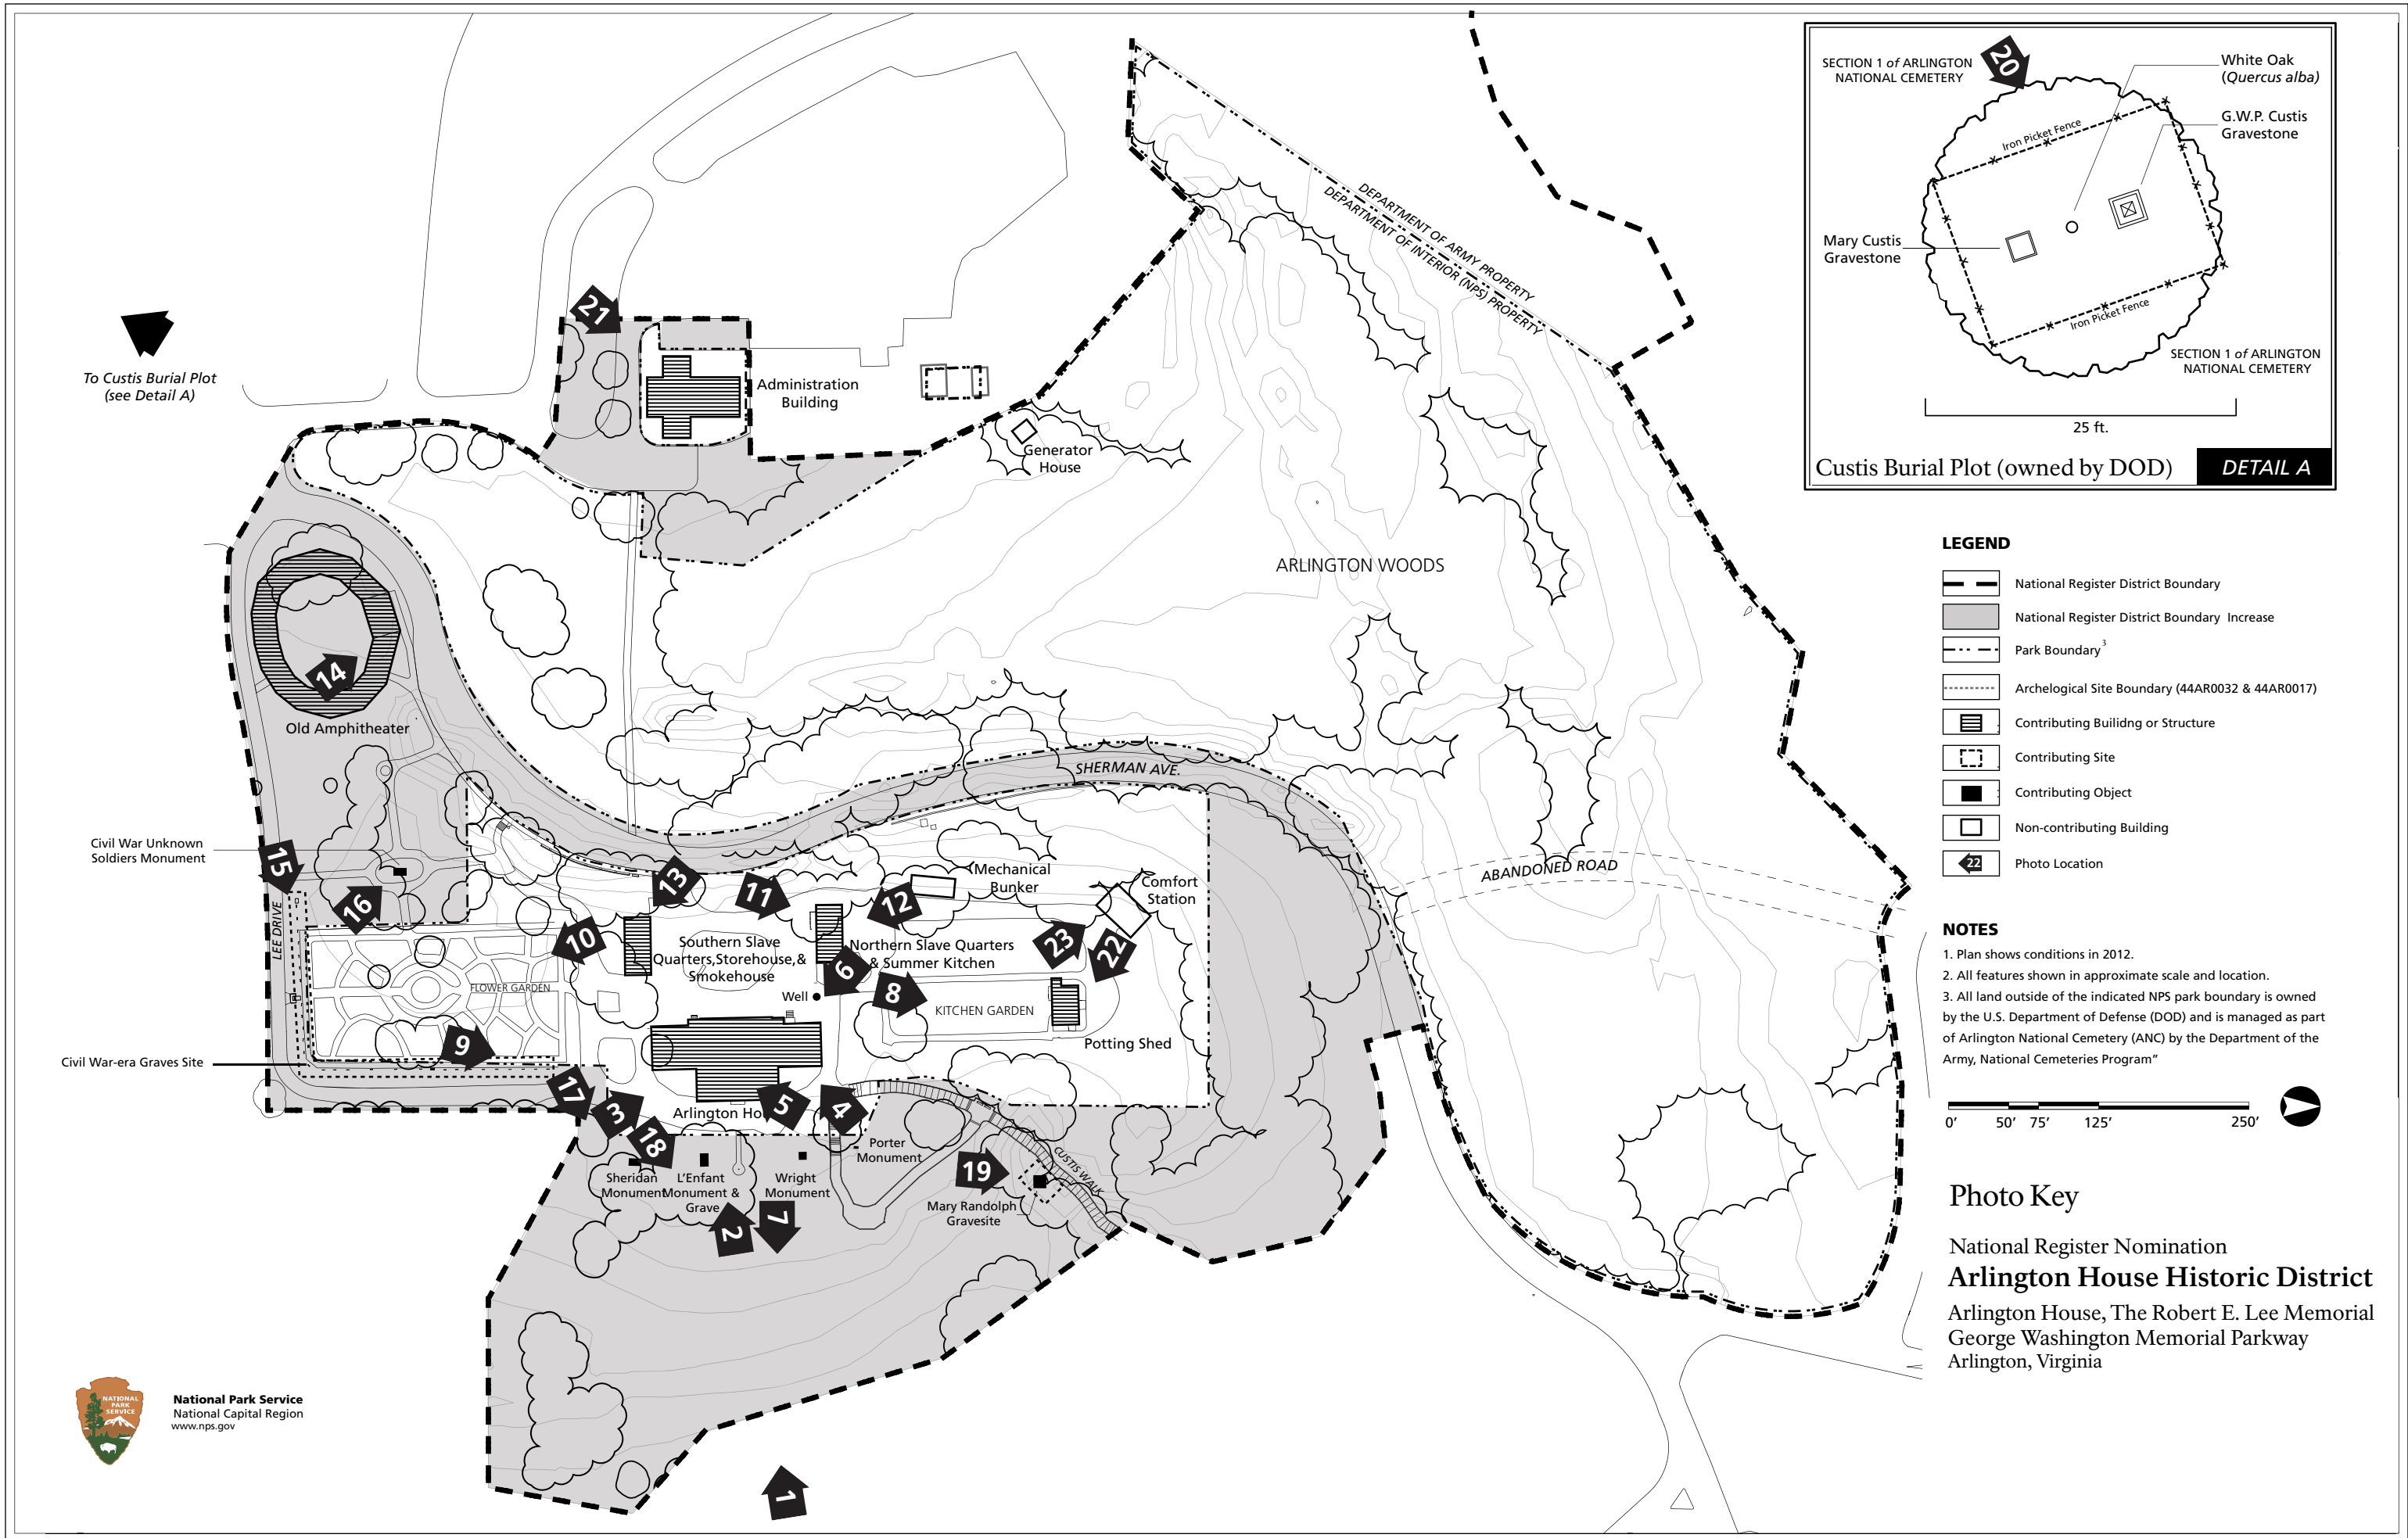 SECTION 1 of ARLINGTON
NATIONAL CEMETERY
20
White Oak
(Quercus alba)
G.W.P. Custis
Gravestone
Iron Picket Fence
Mary Custis
Gravestone
Iron Picket Fence
SECTION 1 of ARLINGTON
NATIONAL CEMETERY
25 ft.
Custis Burial Plot (owned by DOD)
DETAIL A
DEPARTMENT OF ARMY PROPERTY
DEPARTMENT OF INTERIOR (NPS) PROPERTY
21
To Custis Burial Plot
(see Detail A)
Administration
Building
Generator
House
ARLINGTON WOODS
14
Old Amphitheater
SHERMAN AVE.
ABANDONED ROAD
Civil War Unknown
Soldiers Monument
15
16
13
11
12
Mechanical
Bunker
Comfort
Station
LEE DRIVE
10
Southern Slave
Quarters,Storehouse,&
Smokehouse
Northern Slave Quarters
& Summer Kitchen
23
22
6
8
FLOWER GARDEN
Well
KITCHEN GARDEN
9
Potting Shed
Civil War-era Graves Site
17
3
18
Arlington Hou
5
4
Porter
Monument
Sheridan
Monument
L'Enfant
Monument &
Grave
Wright
Monument
19
CUSTIS WALK
Mary Randolph
Gravesite
2
7
1
LEGEND
National Register District Boundary
National Register District Boundary Increase
Park Boundary3
Archelogical Site Boundary (44AR0032 & 44AR0017)
Contributing Builidng or Structure
Contributing Site
Contributing Object
Non-contributing Building
22 Photo Location
NOTES
1. Plan shows conditions in 2012.
2. All features shown in approximate scale and location.
3. All land outside of the indicated NPS park boundary is owned
by the U.S. Department of Defense (DOD) and is managed as part
of Arlington National Cemetery (ANC) by the Department of the
Army, National Cemeteries Program”
0' 50' 75' 125' 250'
Photo Key
National Register Nomination
Arlington House Historic District
Arlington House, The Robert E. Lee Memorial
George Washington Memorial Parkway
Arlington, Virginia
NATIONAL
PARK
SERVICE
National Park Service
National Capital Region
www.nps.gov